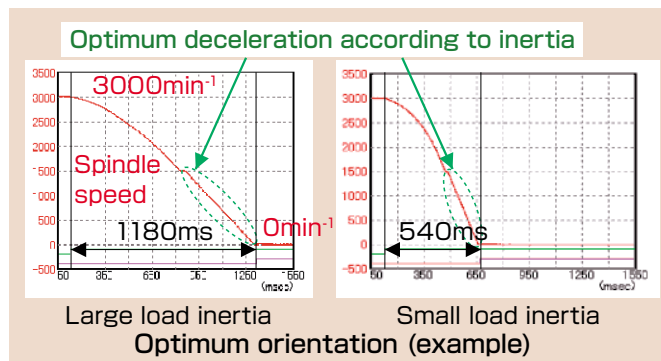 Optimum deceleration according to inertia
3500
3000
2500
2000
1500
1000
500
0
-500
3000min-1
Spindle
speed
1180ms
0min-1
50 350 650 950 1250 1550
(msec)
3500
3000
2500
2000
1500
1000
500
0
-500
540ms
50 350 650 950 1250 1550
(msec)
Large load inertia
Small load inertia
Optimum orientation (example)